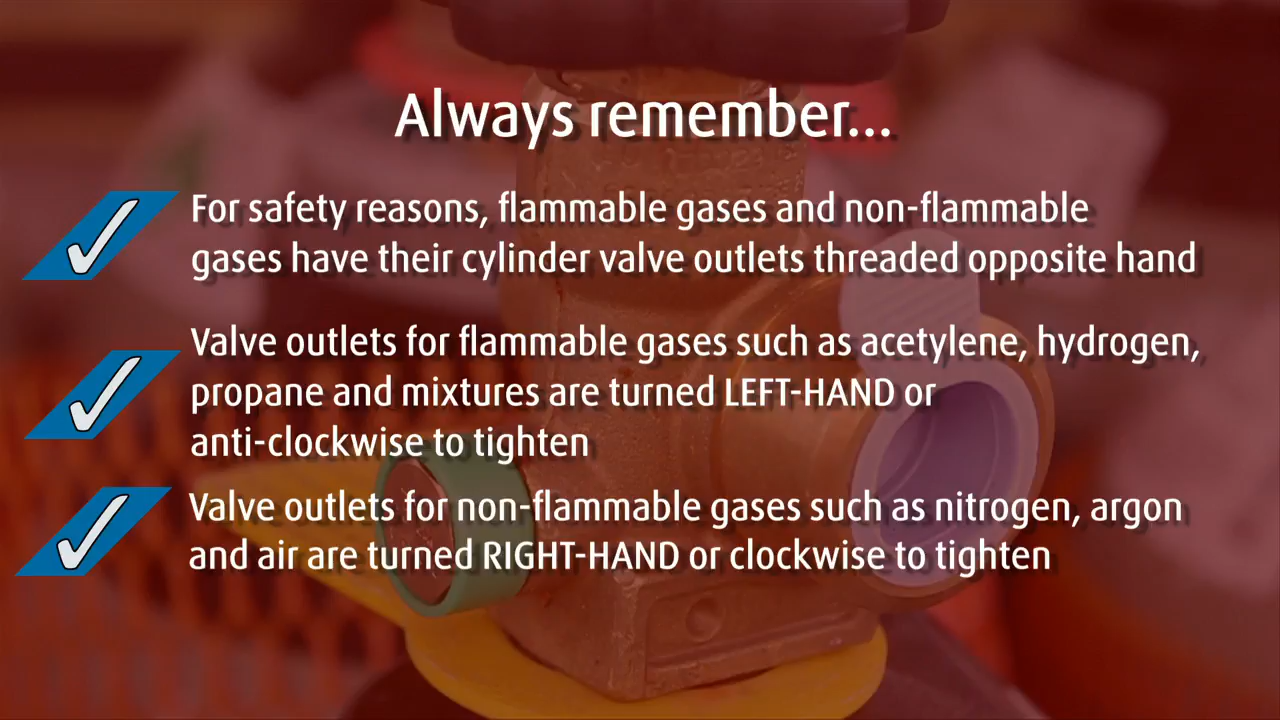 Always remember...
For safety reasons, flammable gases and non-flammable
gases have their cylinder valve outlets threaded opposite hand
Valve outlets for flammable gases such as acetylene, hydrogen,
propane and mixtures are turned LEFT-HAND or
anti-clockwise to tighten
Valve outlets for non-flammable gases such as nitrogen, argon
and air are turned RIGHT-HAND or clockwise to tighten